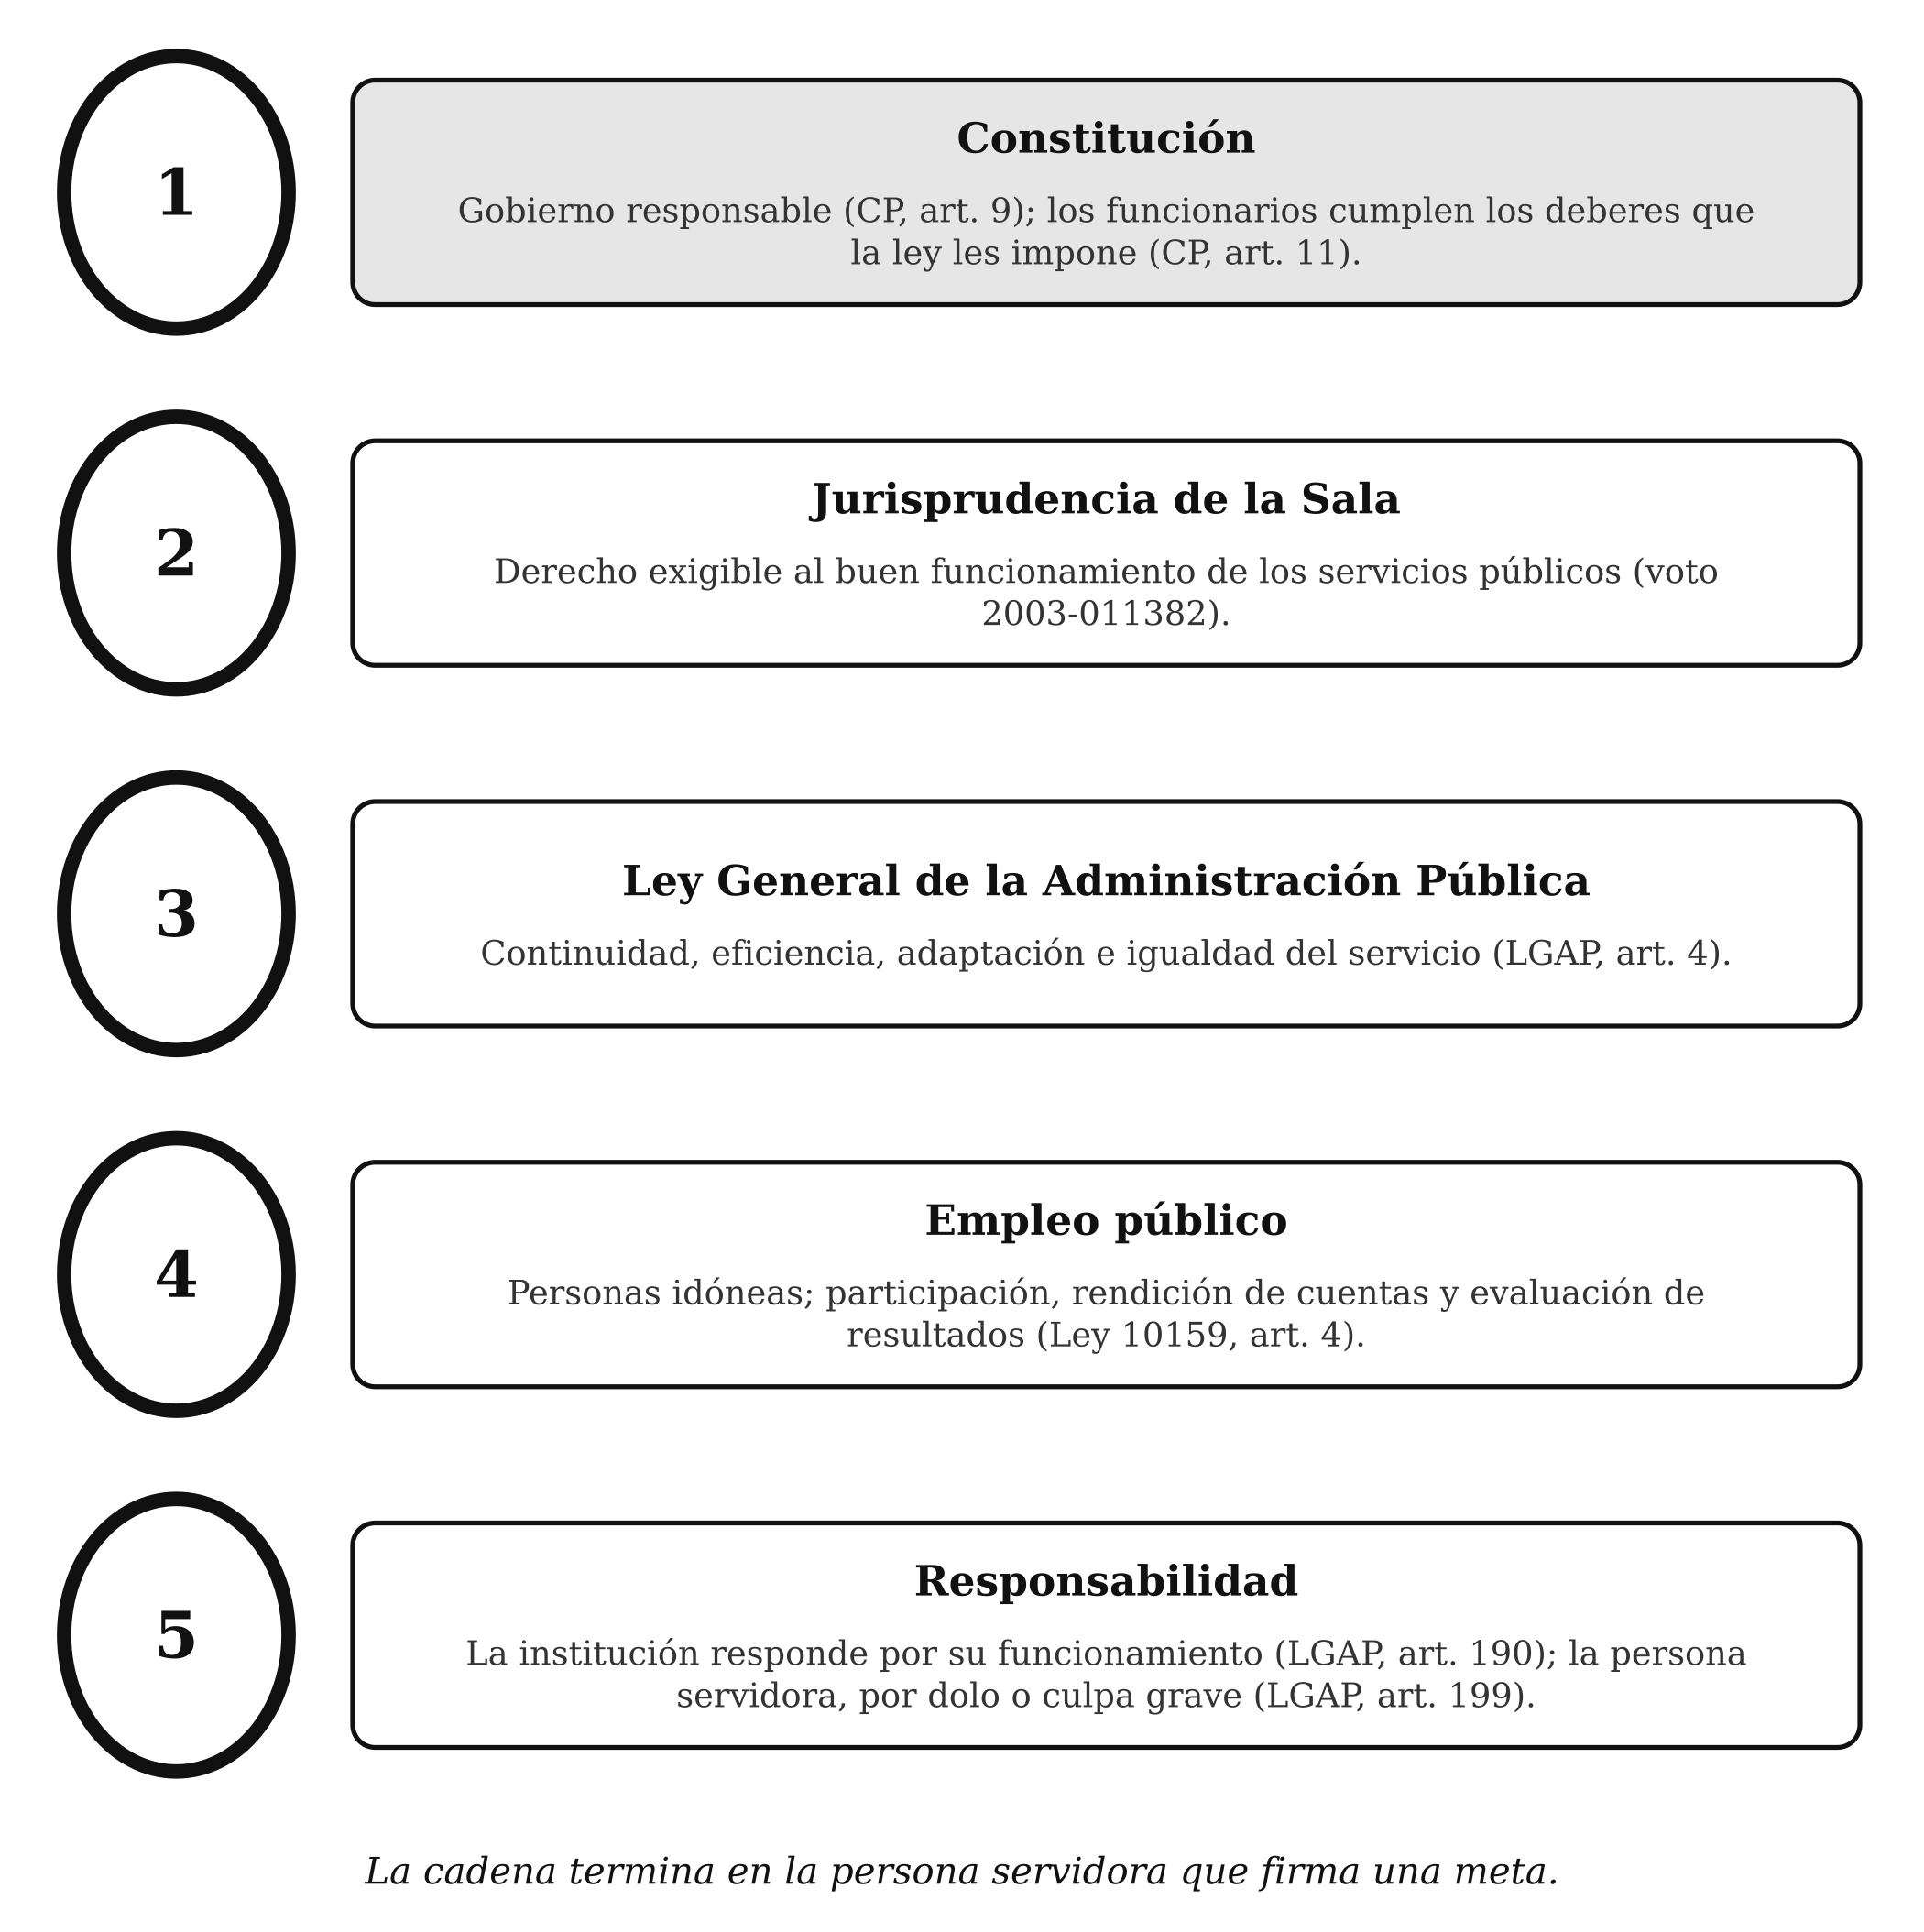 1
Constitución
Gobierno responsable (CP, art. 9); los funcionarios cumplen los deberes que
la ley les impone (CP, art. 11).
2
Jurisprudencia de la Sala
Derecho exigible al buen funcionamiento de los servicios públicos (voto
2003-011382).
3
Ley General de la Administración Pública
Continuidad, eficiencia, adaptación e igualdad del servicio (LGAP, art. 4).
4
Empleo público
Personas idóneas; participación, rendición de cuentas y evaluación de
resultados (Ley 10159, art. 4).
5
Responsabilidad
La institución responde por su funcionamiento (LGAP, art. 190); la persona
servidora, por dolo o culpa grave (LGAP, art. 199).
La cadena termina en la persona servidora que firma una meta.